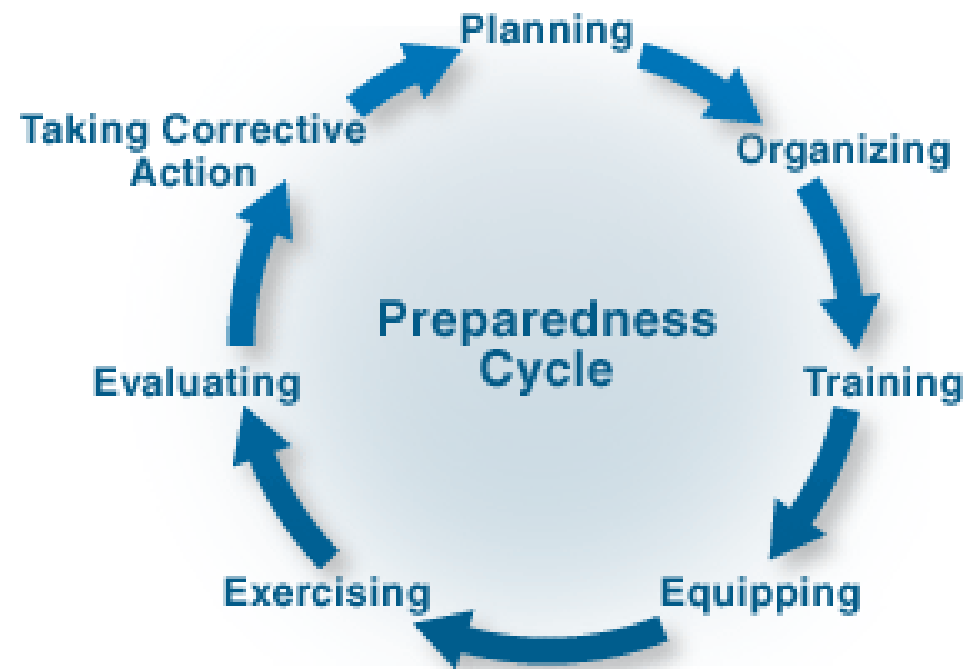 Planning
Organizing
Training
Equipping
Exercising
Evaluating
Taking Corrective
Action
Preparedness
Cycle